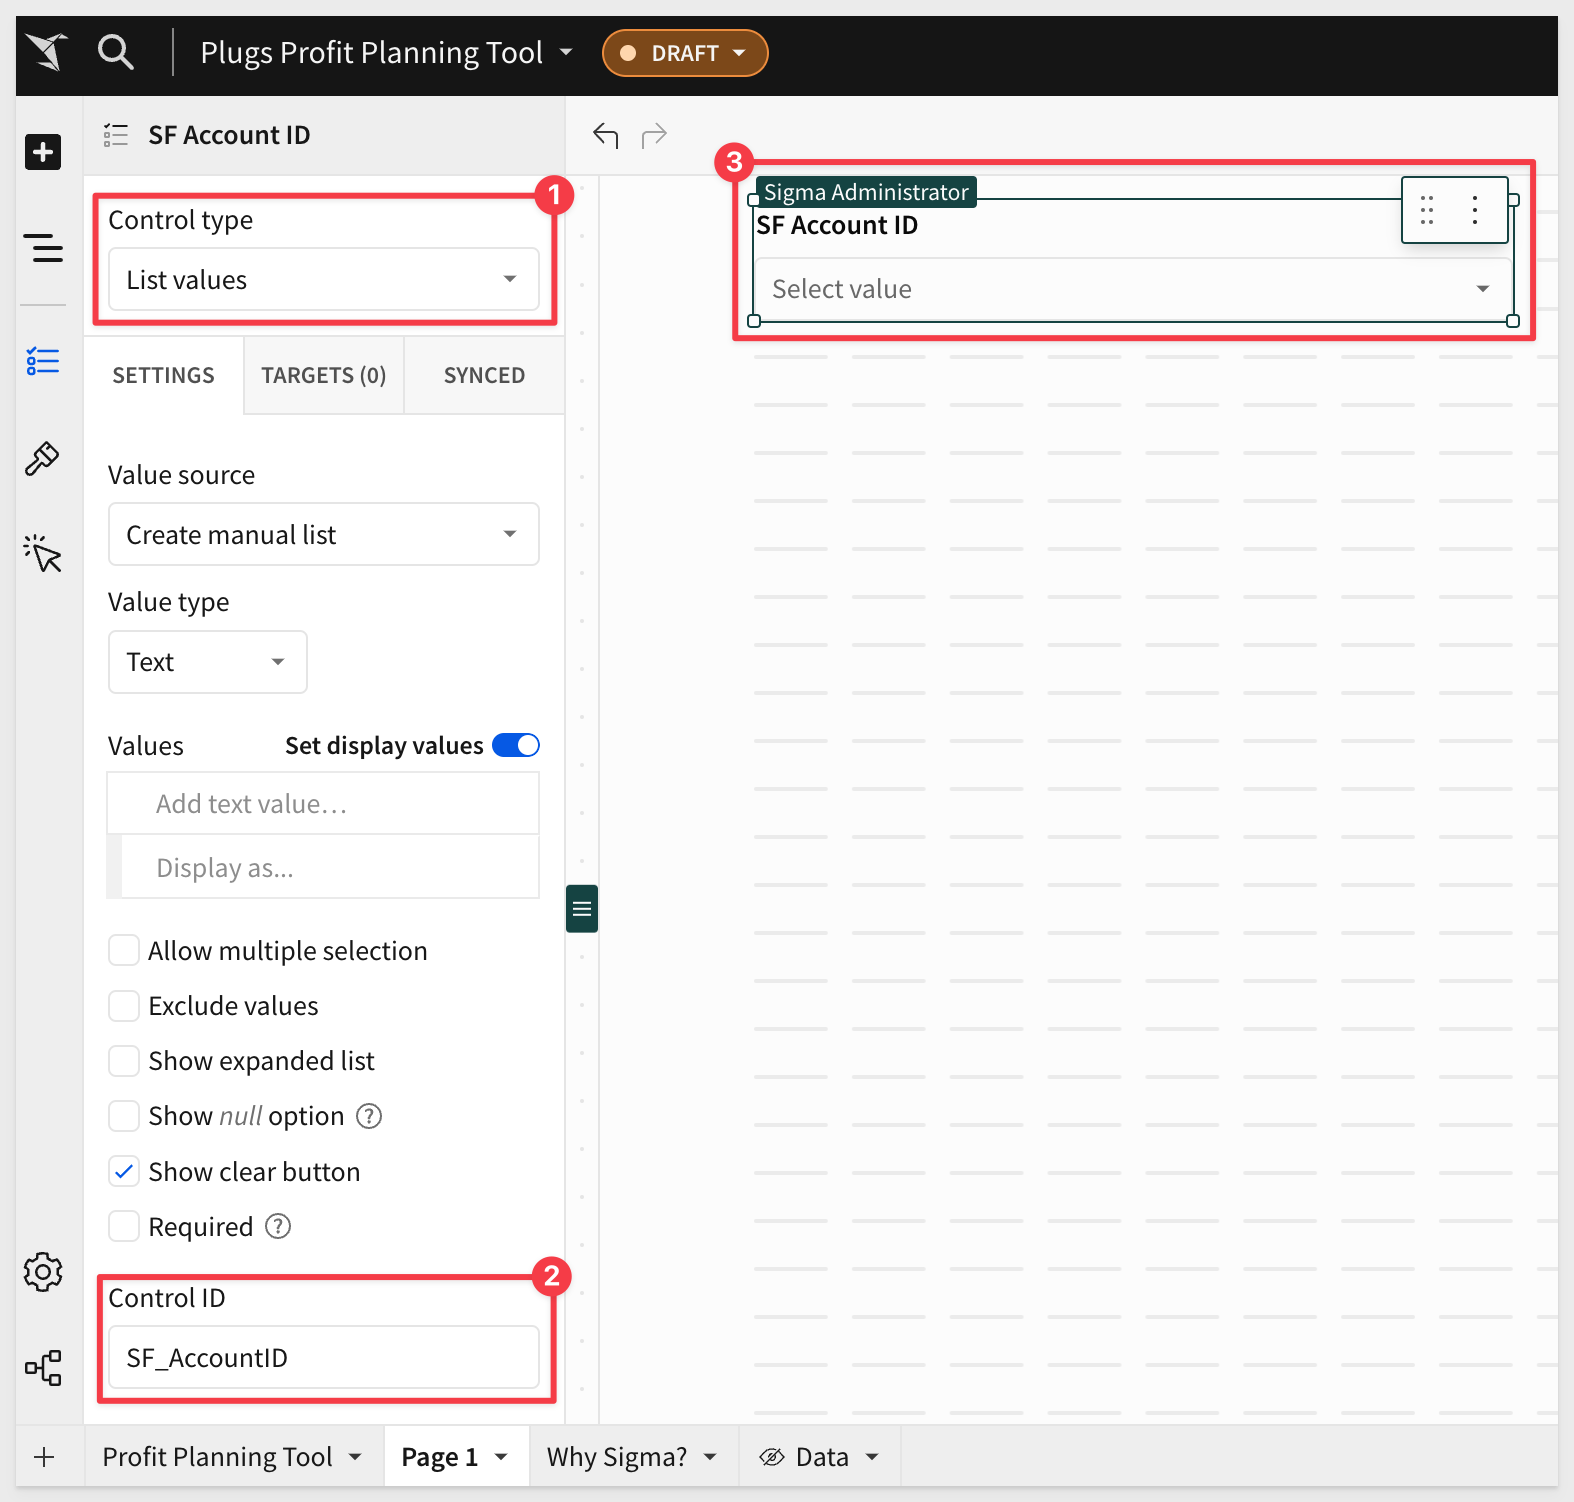 Plugs Profit Planning Tool
DRAFT
SF Account ID
1
Control type
List values
SETTINGS
TARGETS (0)
SYNCED
Value source
Create manual list
Value type
Text
Values
Set display values
Add text value…
Display as...
Allow multiple selection
Exclude values
Show expanded list
Show null option
?
Show clear button
Required
?
2
Control ID
SF_AccountID
3
Sigma Administrator
SF Account ID
Select value
Profit Planning Tool
Page 1
Why Sigma?
Data